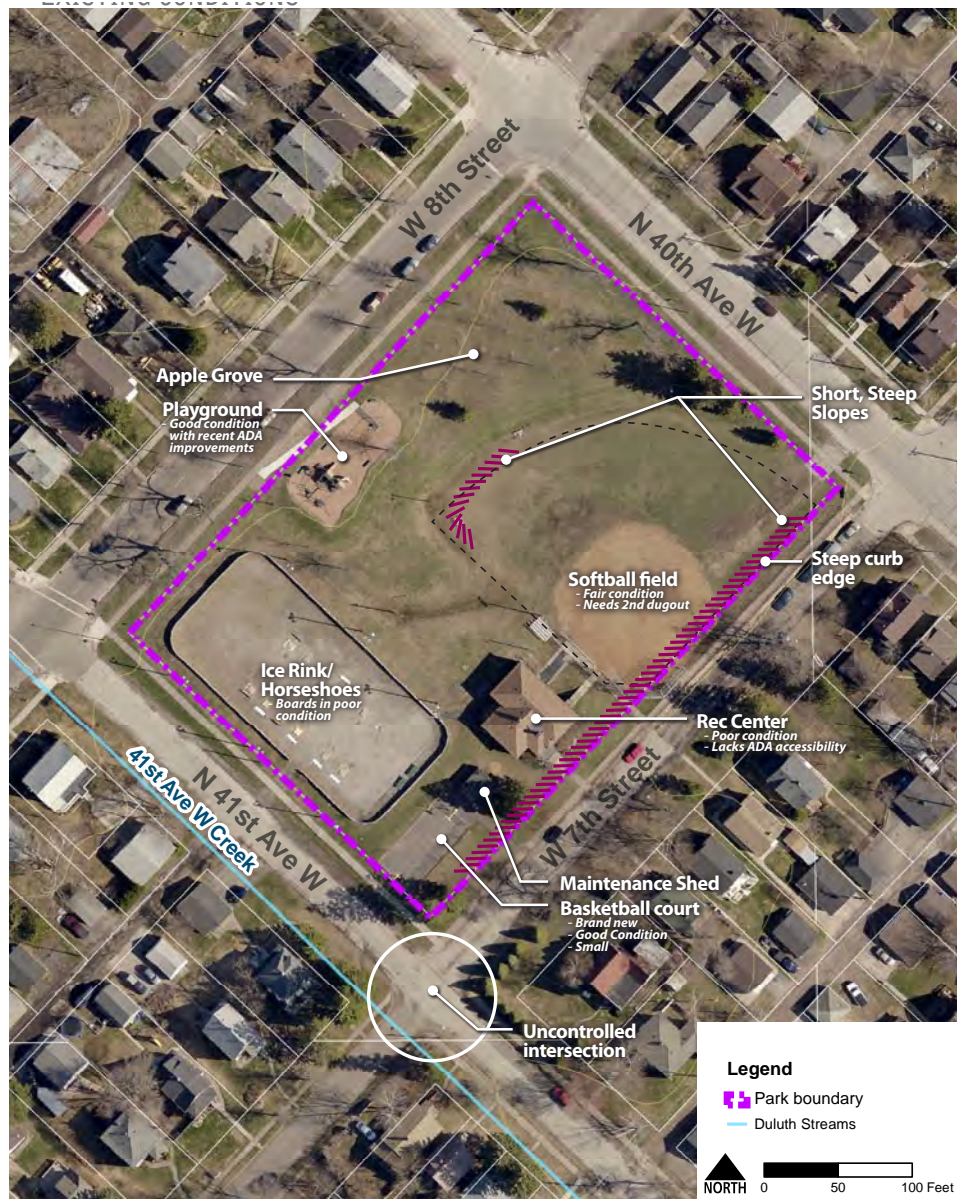 EXISTING CONDITIONS
W 8th Street
N 40th Ave W
Apple Grove
Playground
- Good condition
with recent ADA
improvements
Short, Steep
Slopes
Steep curb
edge
Softball field
- Fair condition
- Needs 2nd dugout
Ice Rink/
Horseshoes
- Boards in poor
condition
Rec Center
- Poor condition
- Lacks ADA accessibility
41st Ave W Creek
N 41st Ave W
W 7th Street
Maintenance Shed
Basketball court
- Brand new
- Good Condition
- Small
Uncontrolled
intersection
Legend
Park boundary
Duluth Streams
NORTH
0 50 100 Feet